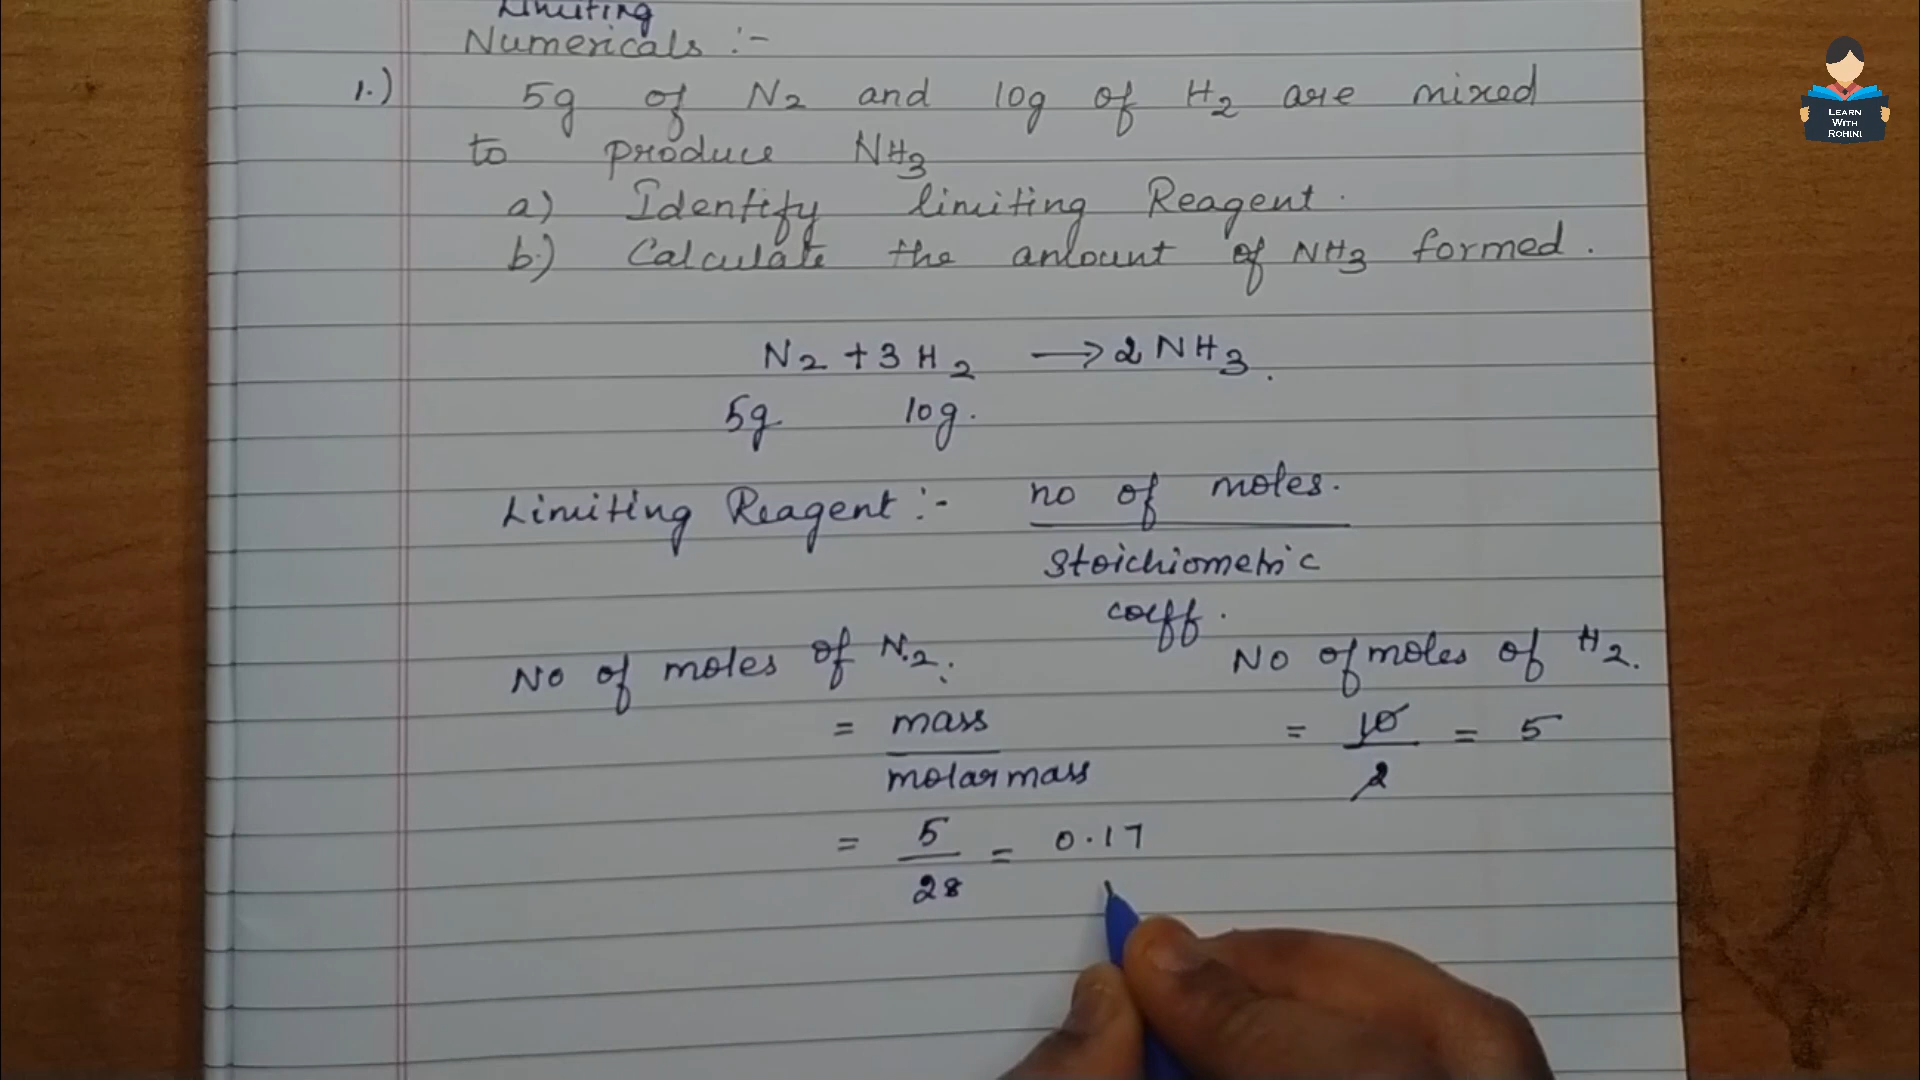 Limiting
Numericals :-
1.) 5g of N2 and 10g of H2 are mixed
to produce NH3
a) Identify limiting Reagent.
b.) Calculate the amount of NH3 formed.
N2 + 3H2 → 2NH3.
5g 10g.
Limiting Reagent :- no of moles.
Stoichiometric
coeff.
No of moles of N2.
= mass
molar mass
= 5
28
= 0.17
No of moles of H2.
= 10
2
= 5
LEARN
WITH
ROHINI